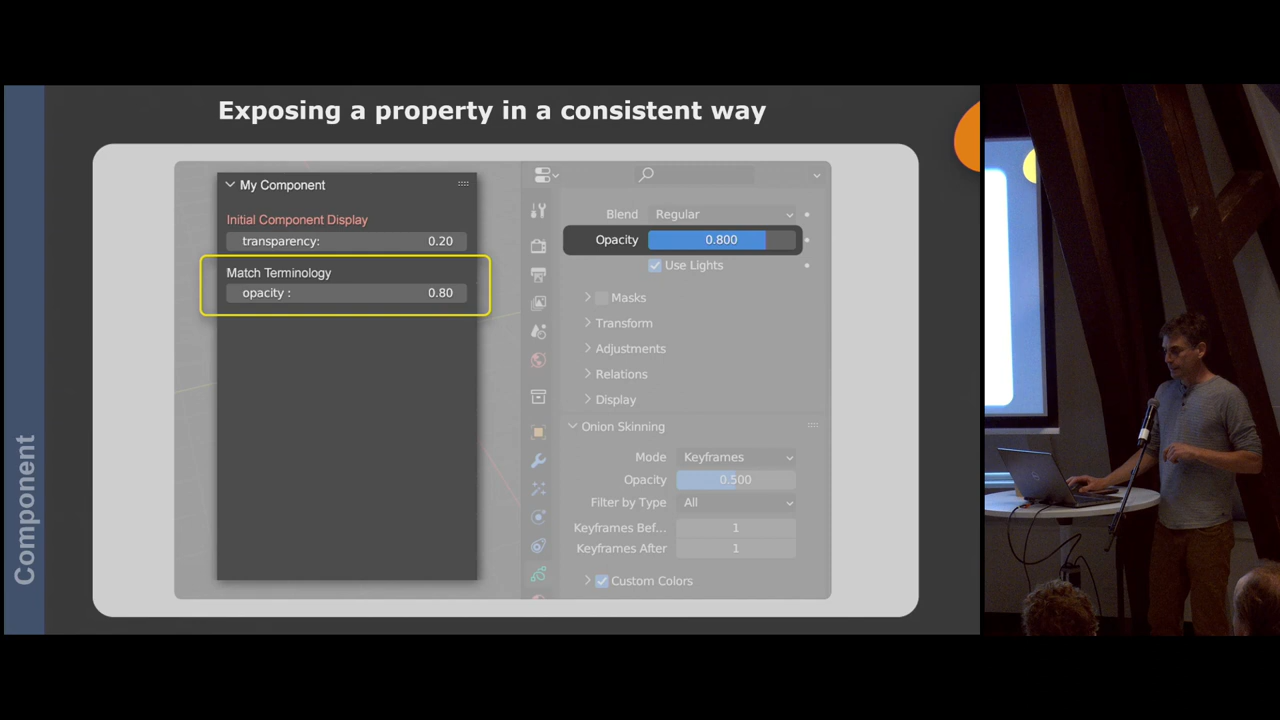 Exposing a property in a consistent way
Component
My Component
Initial Component Display
transparency: 0.20
Match Terminology
opacity : 0.80
Blend Regular
Opacity 0.800
Use Lights
Masks
Transform
Adjustments
Relations
Display
Onion Skinning
Mode Keyframes
Opacity 0.500
Filter by Type All
Keyframes Bef... 1
Keyframes After 1
Custom Colors